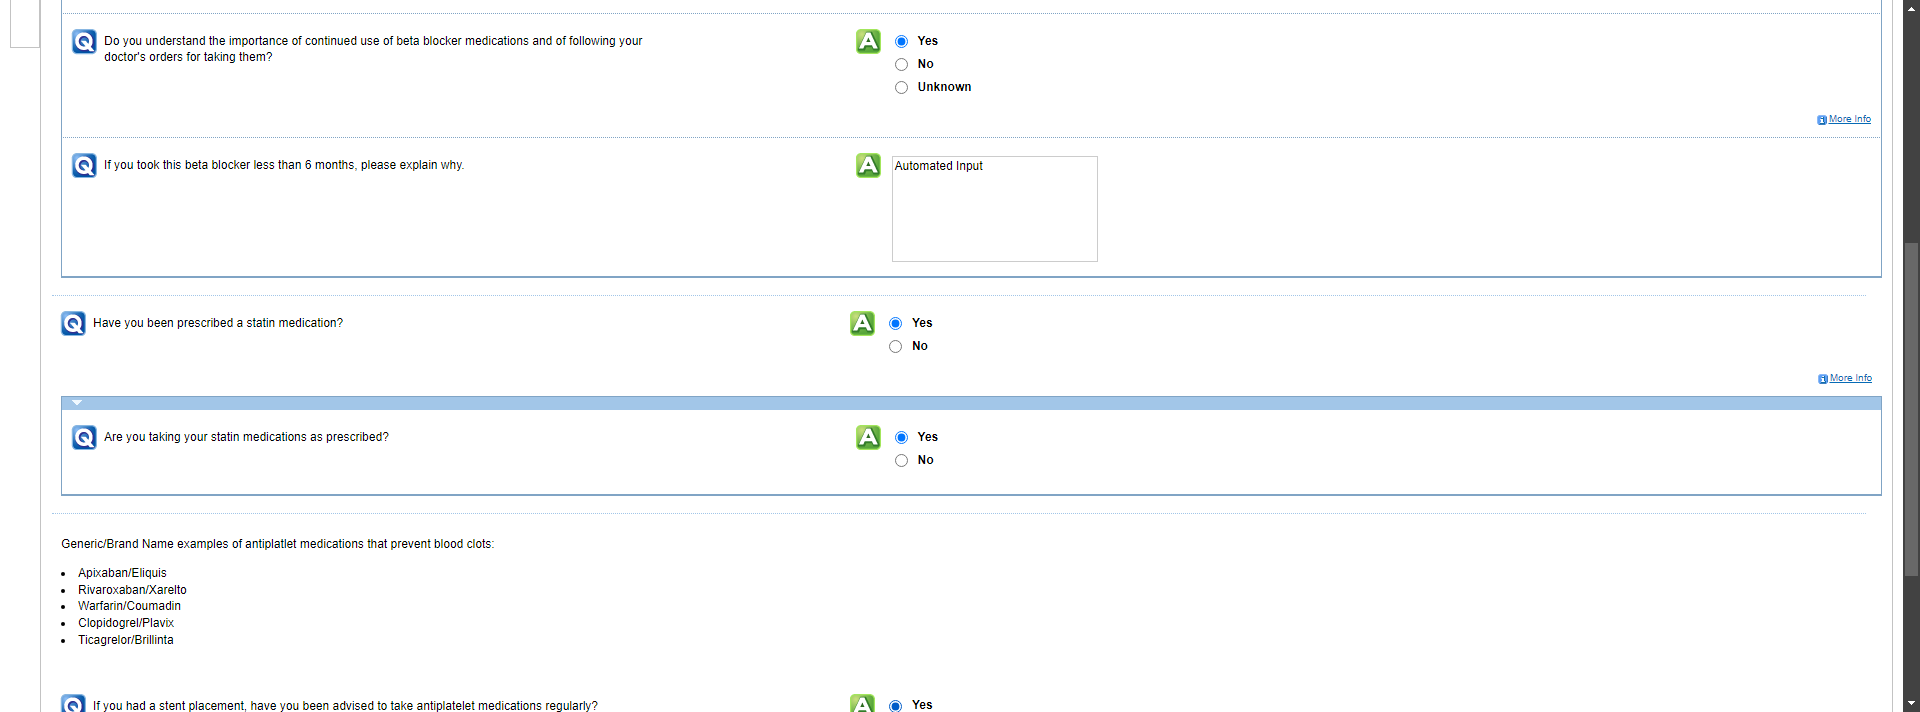 Q Do you understand the importance of continued use of beta blocker medications and of following your
doctor's orders for taking them?
A Yes
No
Unknown
More Info
Q If you took this beta blocker less than 6 months, please explain why.
A Automated Input
Q Have you been prescribed a statin medication?
A Yes
No
More Info
Q Are you taking your statin medications as prescribed?
A Yes
No
Generic/Brand Name examples of antiplatlet medications that prevent blood clots:
• Apixaban/Eliquis
• Rivaroxaban/Xarelto
• Warfarin/Coumadin
• Clopidogrel/Plavix
• Ticagrelor/Brillinta
Q If you had a stent placement, have you been advised to take antiplatelet medications regularly?
A Yes